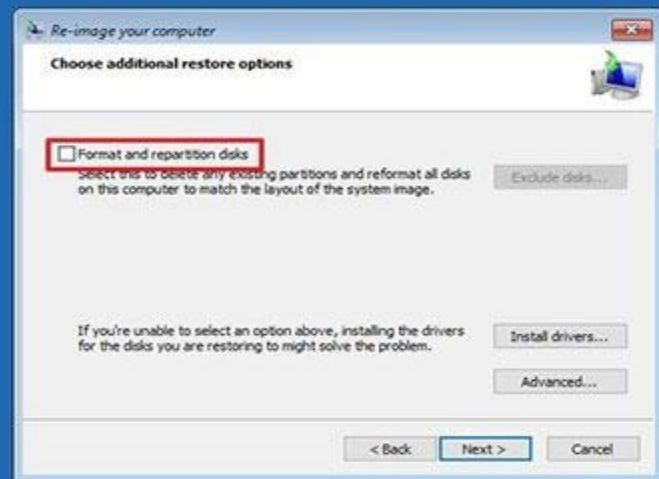 Re-image your computer
Choose additional restore options
Format and repartition disks
Select this to delete any existing partitions and reformat all disks
on this computer to match the layout of the system image.
Exclude disks...
If you're unable to select an option above, installing the drivers
for the disks you are restoring to might solve the problem.
Install drivers...
Advanced...
< Back
Next >
Cancel